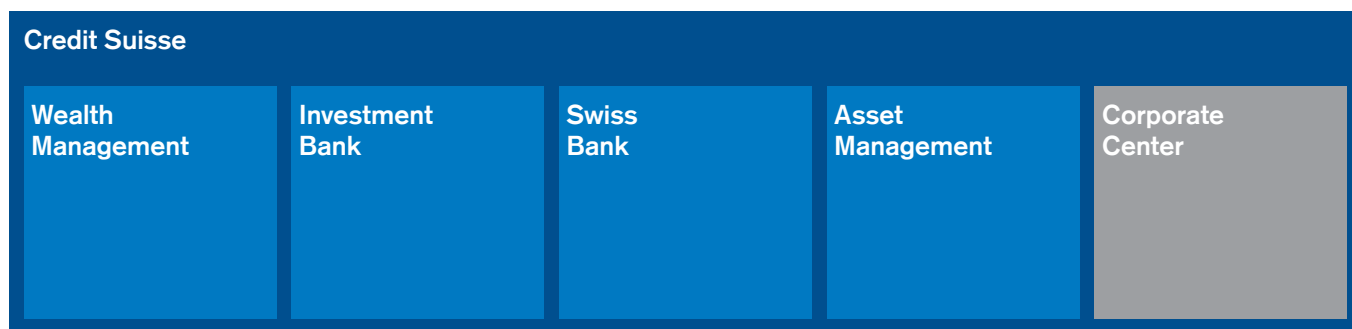 Credit Suisse
Wealth
Management
Investment
Bank
Swiss
Bank
Asset
Management
Corporate
Center